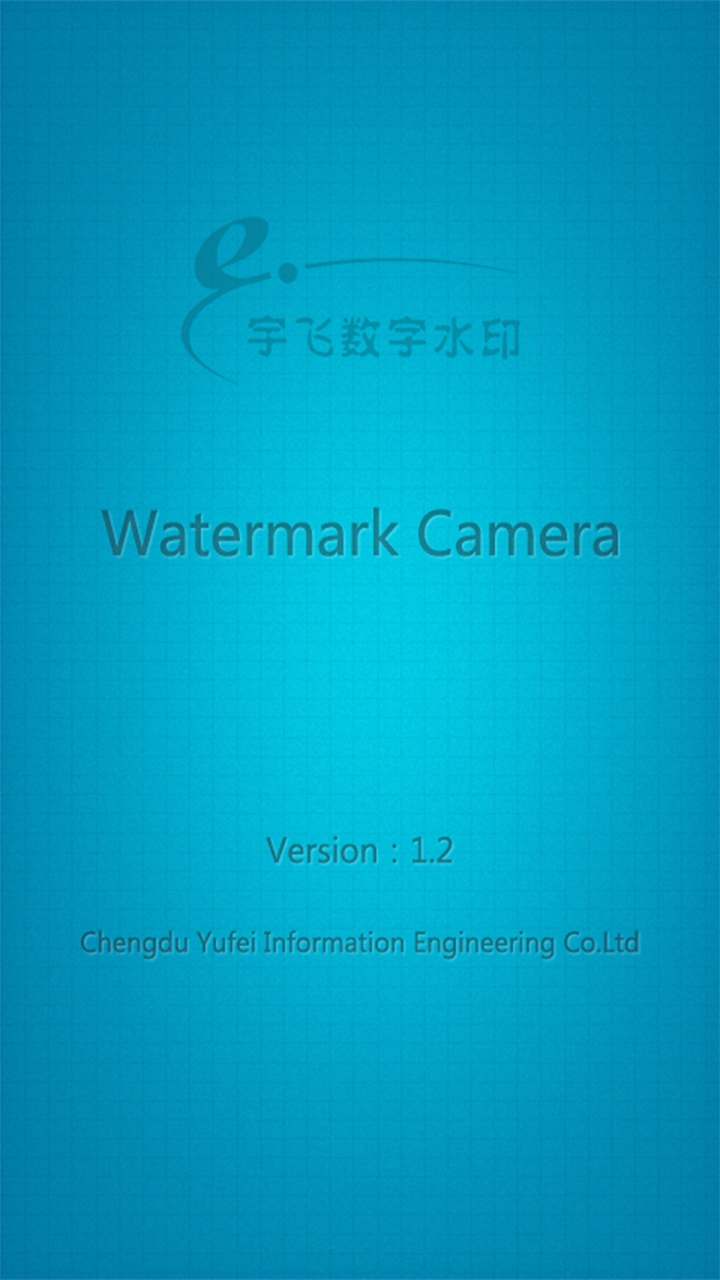 宇飞数字水印
Watermark Camera
Version：1.2
Chengdu Yufei Information Engineering Co.Ltd